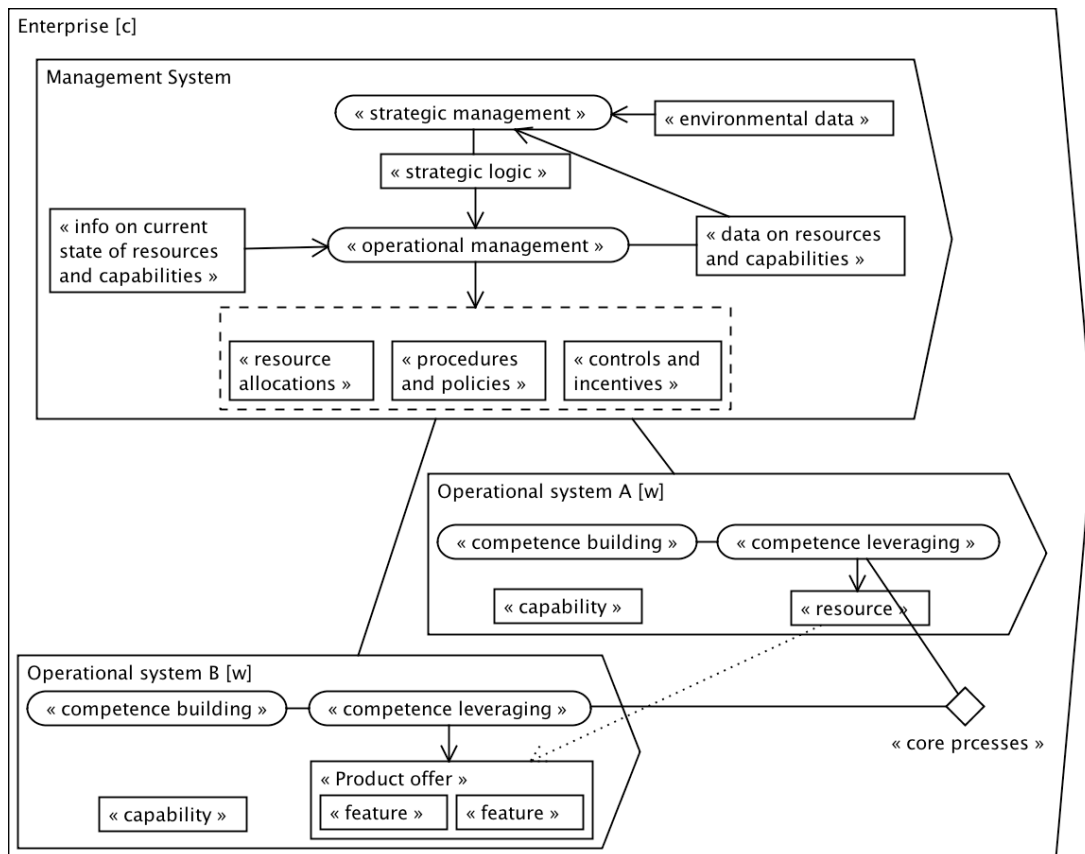 Enterprise [c]
Management System
« strategic management »
« environmental data »
« strategic logic »
« info on current
state of resources
and capabilities »
« operational management »
« data on resources
and capabilities »
« resource
allocations »
« procedures
and policies »
« controls and
incentives »
Operational system A [w]
« competence building »
« competence leveraging »
« capability »
« resource »
Operational system B [w]
« competence building »
« competence leveraging »
« core prcesses »
« Product offer »
« feature »
« feature »
« capability »